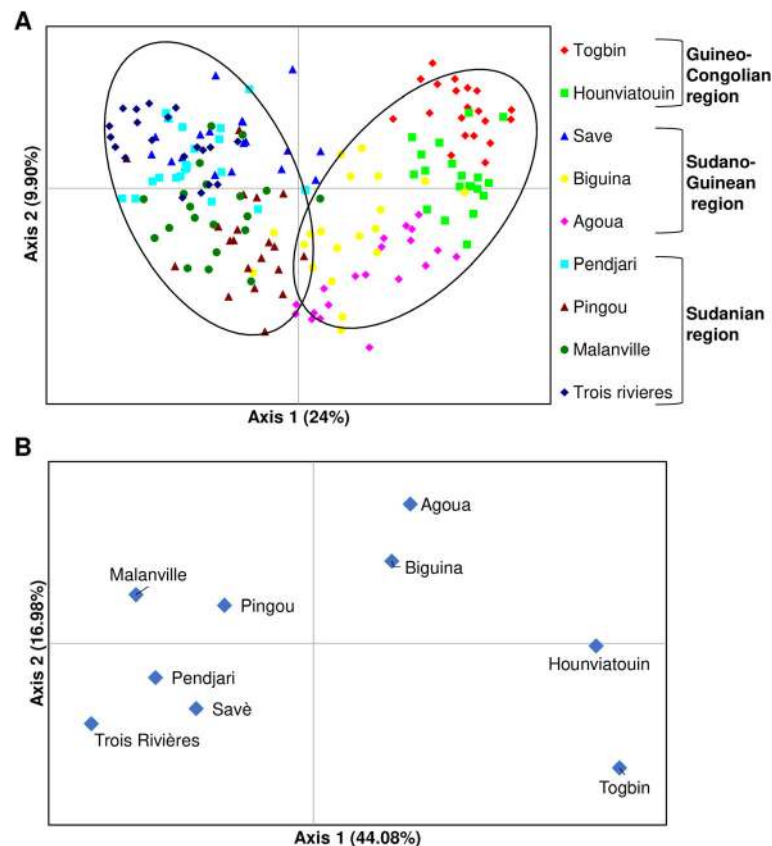 A
Axis 2 (9.90%)
Axis 1 (24%)
Togbin
Hounviatouin
Save
Biguina
Agoua
Pendjari
Pingou
Malanville
Trois rivieres
Guineo-
Congolian
region
Sudano-
Guinean
region
Sudanian
region
B
Axis 2 (16.98%)
Agoua
Biguina
Malanville
Pingou
Hounviatouin
Pendjari
Savè
Trois Rivières
Togbin
Axis 1 (44.08%)